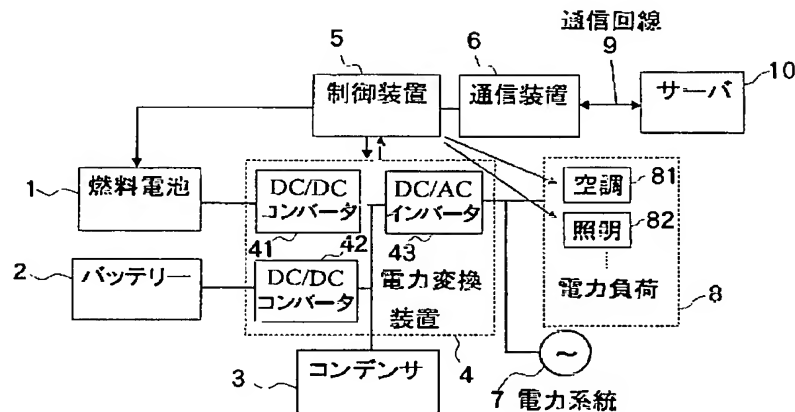 通信回線
5
6
9
10
制御装置
通信装置
サーバ
1
燃料電池
DC/DC
コンバータ
DC/AC
インバータ
空調
81
41
42
43
照明
82
2
バッテリー
DC/DC
コンバータ
電力変換
装置
電力負荷
8
3
コンデンサ
4
~
7
電力系統